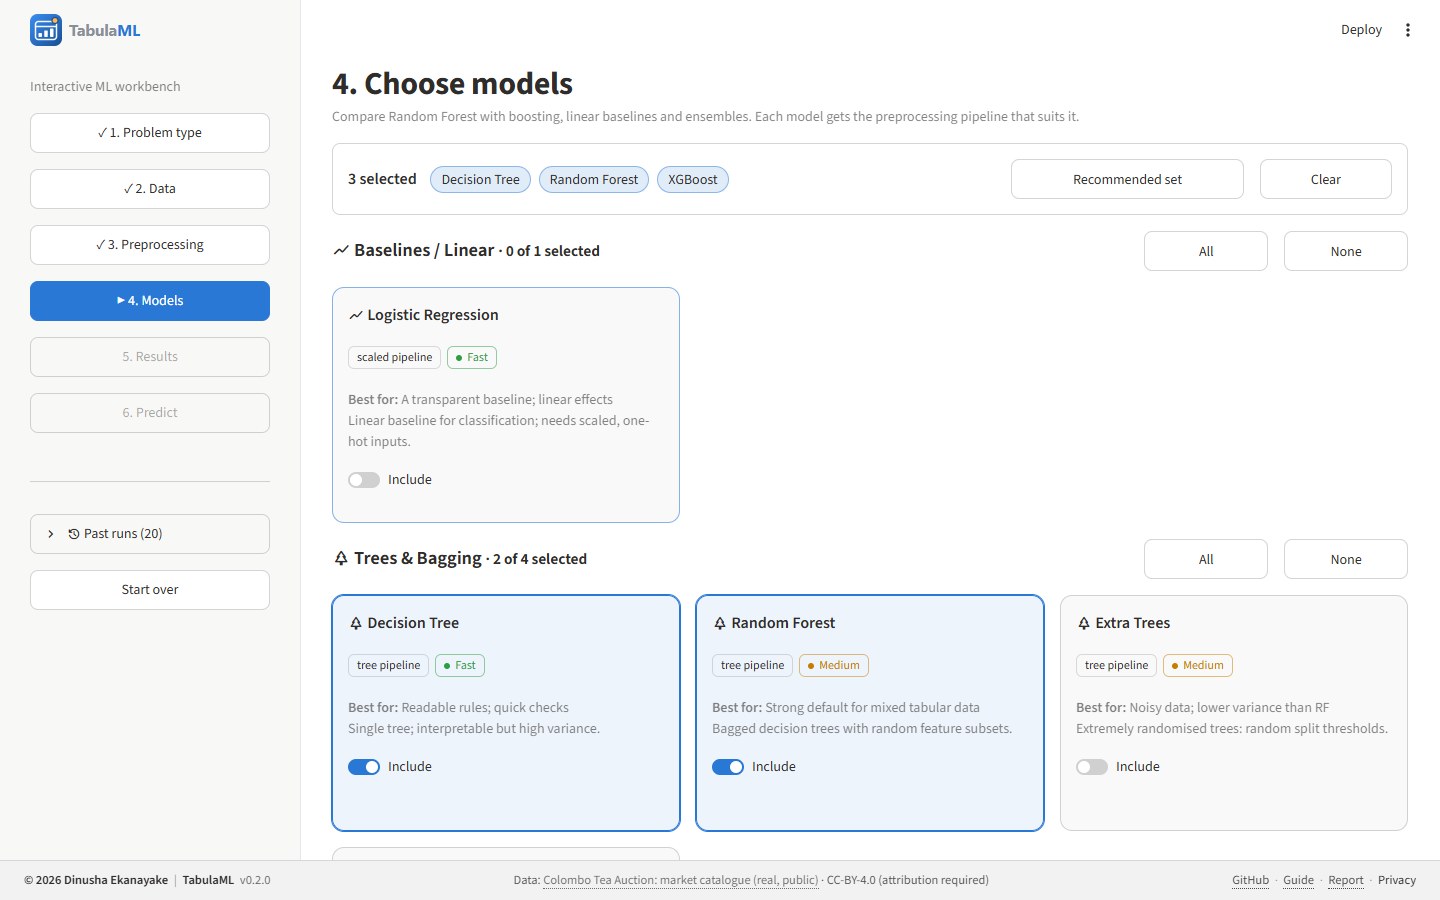 TabulaML
Deploy
Interactive ML workbench
✓ 1. Problem type
✓ 2. Data
✓ 3. Preprocessing
▶ 4. Models
5. Results
6. Predict
Past runs (20)
Start over
4. Choose models
Compare Random Forest with boosting, linear baselines and ensembles. Each model gets the preprocessing pipeline that suits it.
3 selected Decision Tree Random Forest XGBoost Recommended set Clear
Baselines / Linear · 0 of 1 selected All None
Logistic Regression
scaled pipeline ● Fast
Best for: A transparent baseline; linear effects
Linear baseline for classification; needs scaled, one-
hot inputs.
Include
Trees & Bagging · 2 of 4 selected All None
Decision Tree
tree pipeline ● Fast
Best for: Readable rules; quick checks
Single tree; interpretable but high variance.
Include
Random Forest
tree pipeline ● Medium
Best for: Strong default for mixed tabular data
Bagged decision trees with random feature subsets.
Include
Extra Trees
tree pipeline ● Medium
Best for: Noisy data; lower variance than RF
Extremely randomised trees: random split thresholds.
Include
© 2026 Dinusha Ekanayake | TabulaML v0.2.0
Data: Colombo Tea Auction: market catalogue (real, public) · CC-BY-4.0 (attribution required)
GitHub · Guide · Report · Privacy